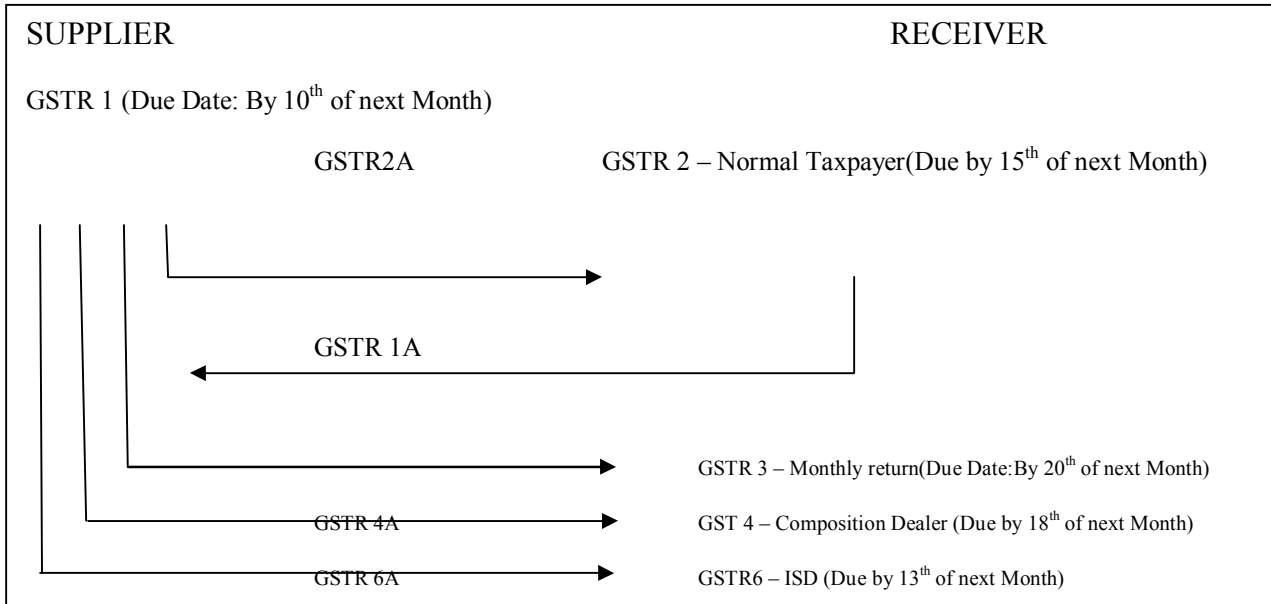 SUPPLIER RECEIVER
GSTR 1 (Due Date: By 10th of next Month)
GSTR2A GSTR 2 – Normal Taxpayer(Due by 15th of next Month)
GSTR 1A
GSTR 3 – Monthly return(Due Date:By 20th of next Month)
GSTR 4A GST 4 – Composition Dealer (Due by 18th of next Month)
GSTR 6A GSTR6 – ISD (Due by 13th of next Month)